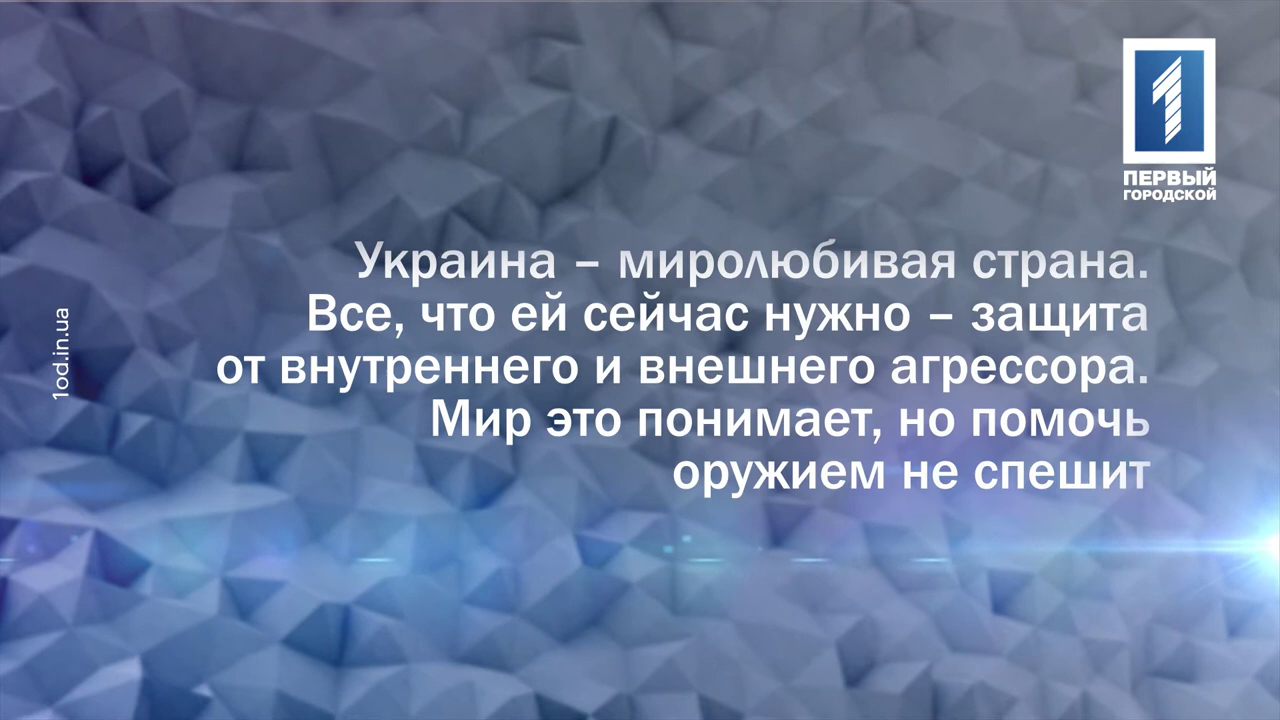 1
ПЕРВЫЙ
ГОРОДСКОЙ
Украина – миролюбивая страна.
Все, что ей сейчас нужно – защита
от внутреннего и внешнего агрессора.
Мир это понимает, но помочь
оружием не спешит
1od.in.ua